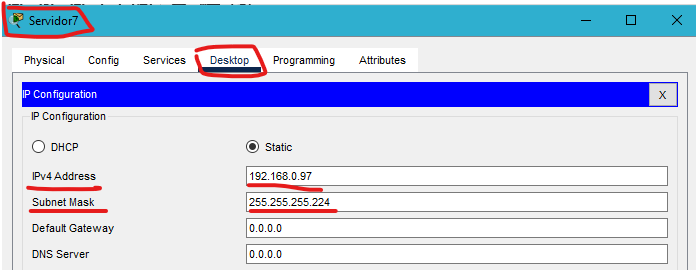 Servidor7
Physical Config Services Desktop Programming Attributes
IP Configuration X
IP Configuration
DHCP Static
IPv4 Address 192.168.0.97
Subnet Mask 255.255.255.224
Default Gateway 0.0.0.0
DNS Server 0.0.0.0